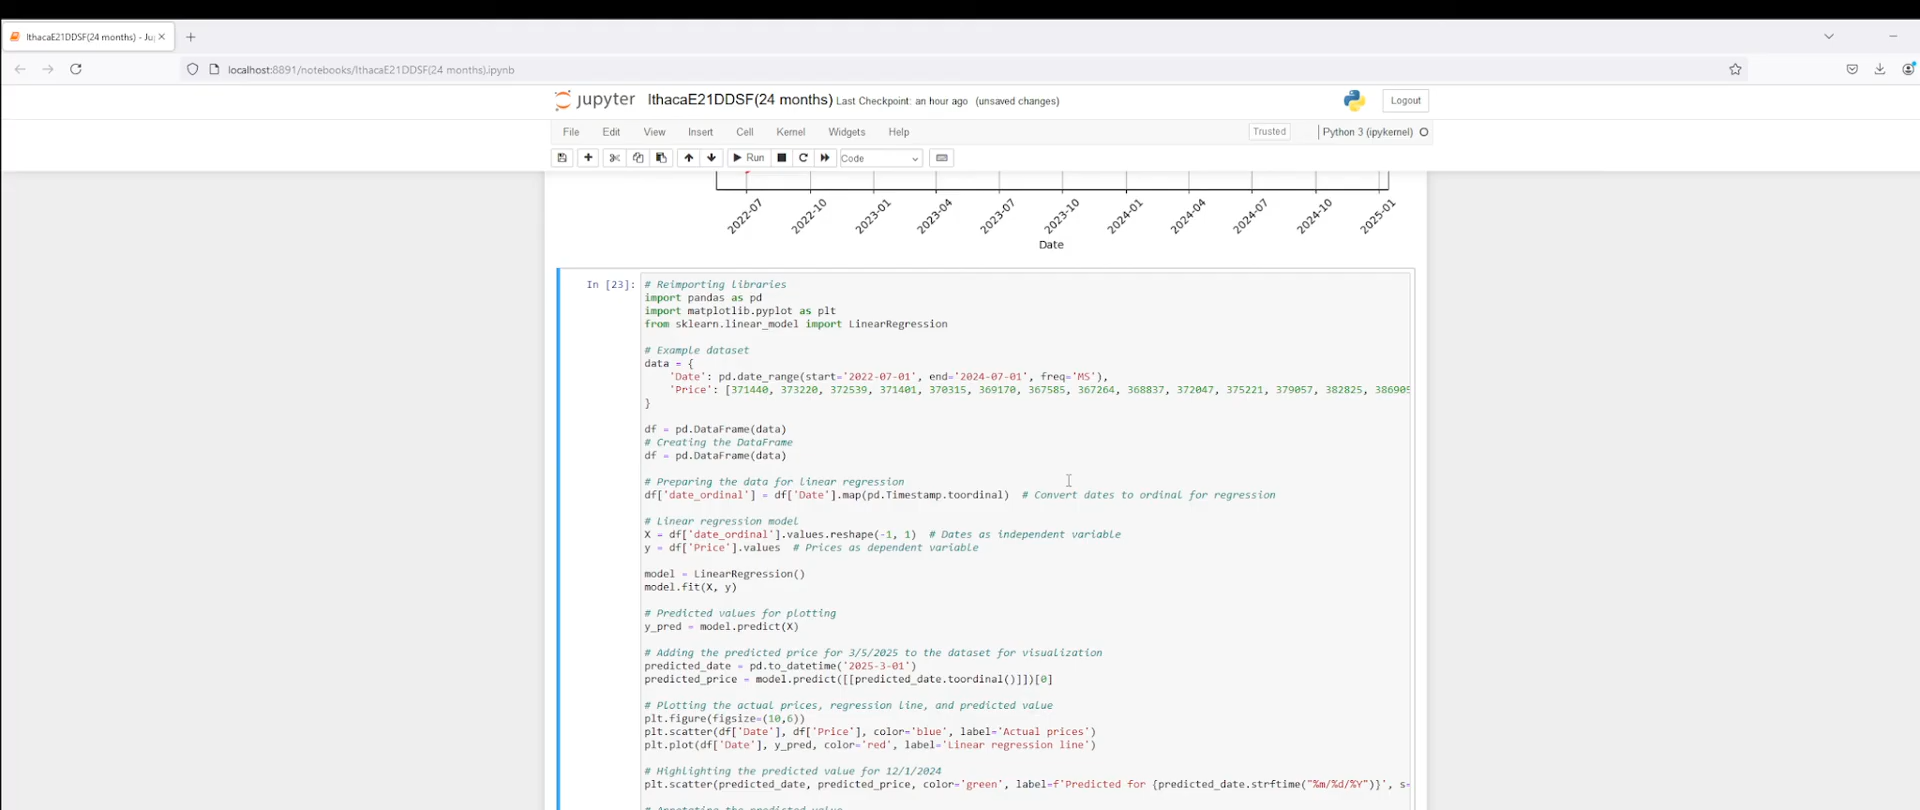 IthacaE21DDSF(24 months) - Ju
localhost:8891/notebooks/IthacaE21DDSF(24 months).ipynb
jupyter IthacaE21DDSF(24 months) Last Checkpoint: an hour ago (unsaved changes)
Logout
File Edit View Insert Cell Kernel Widgets Help
Trusted Python 3 (ipykernel)
Run Code
2022-07 2022-10 2023-01 2023-04 2023-07 2023-10 2024-01 2024-04 2024-07 2024-10 2025-01
Date
In [23]:
# Reimporting libraries
import pandas as pd
import matplotlib.pyplot as plt
from sklearn.linear_model import LinearRegression
# Example dataset
data = {
'Date': pd.date_range(start='2022-07-01', end='2024-07-01', freq='MS'),
'Price': [371440, 373220, 372539, 371401, 370315, 369170, 367585, 367264, 368837, 372047, 375221, 379057, 382825, 386905
}
df = pd.DataFrame(data)
# Creating the DataFrame
df = pd.DataFrame(data)
# Preparing the data for linear regression
df['date_ordinal'] = df['Date'].map(pd.Timestamp.toordinal) # Convert dates to ordinal for regression
# Linear regression model
X = df['date_ordinal'].values.reshape(-1, 1) # Dates as independent variable
y = df['Price'].values # Prices as dependent variable
model = LinearRegression()
model.fit(X, y)
# Predicted values for plotting
y_pred = model.predict(X)
# Adding the predicted price for 3/5/2025 to the dataset for visualization
predicted_date = pd.to_datetime('2025-3-01')
predicted_price = model.predict([[predicted_date.toordinal()]])[0]
# Plotting the actual prices, regression line, and predicted value
plt.figure(figsize=(10,6))
plt.scatter(df['Date'], df['Price'], color='blue', label='Actual prices')
plt.plot(df['Date'], y_pred, color='red', label='Linear regression line')
# Highlighting the predicted value for 12/1/2024
plt.scatter(predicted_date, predicted_price, color='green', label=f'Predicted for {predicted_date.strftime("%m/%d/%Y")}', s=
# Annotating the predicted value